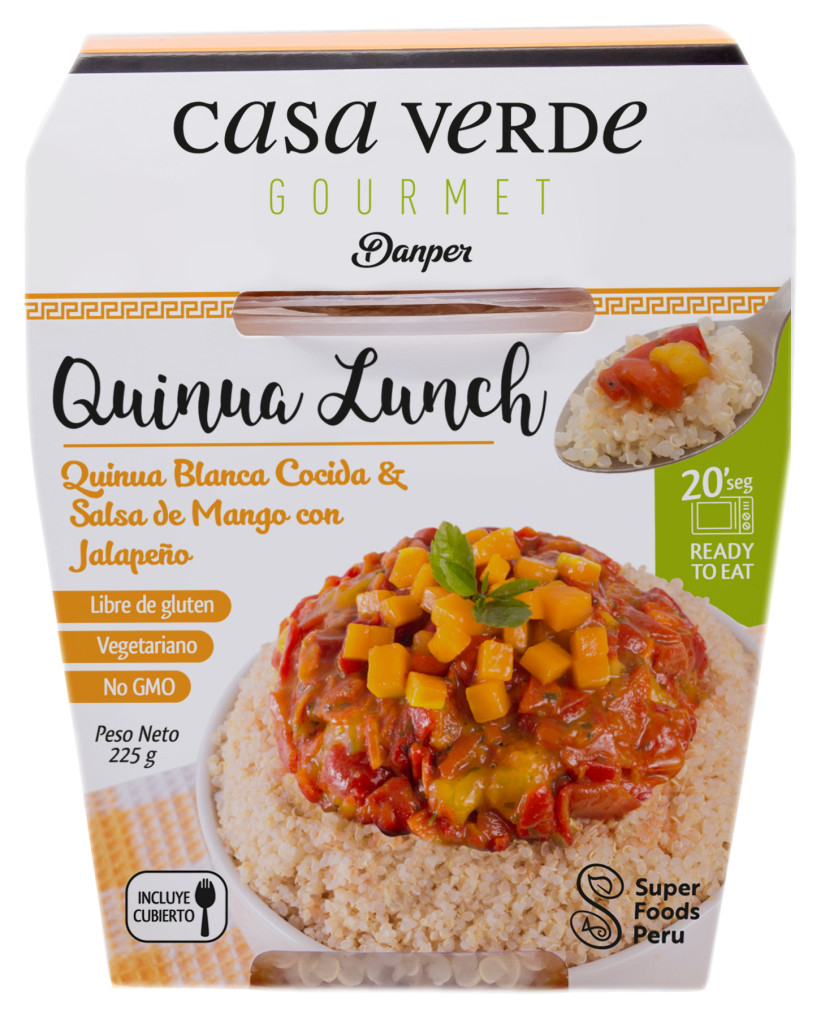 CASA VERDE
GOURMET
Danper
Quinua Lunch
Quinua Blanca Cocida &
Salsa de Mango con
Jalapeño
20'seg
READY
TO EAT
Libre de gluten
Vegetariano
No GMO
Peso Neto
225 g
INCLUYE
CUBIERTO
Super
Foods
Peru